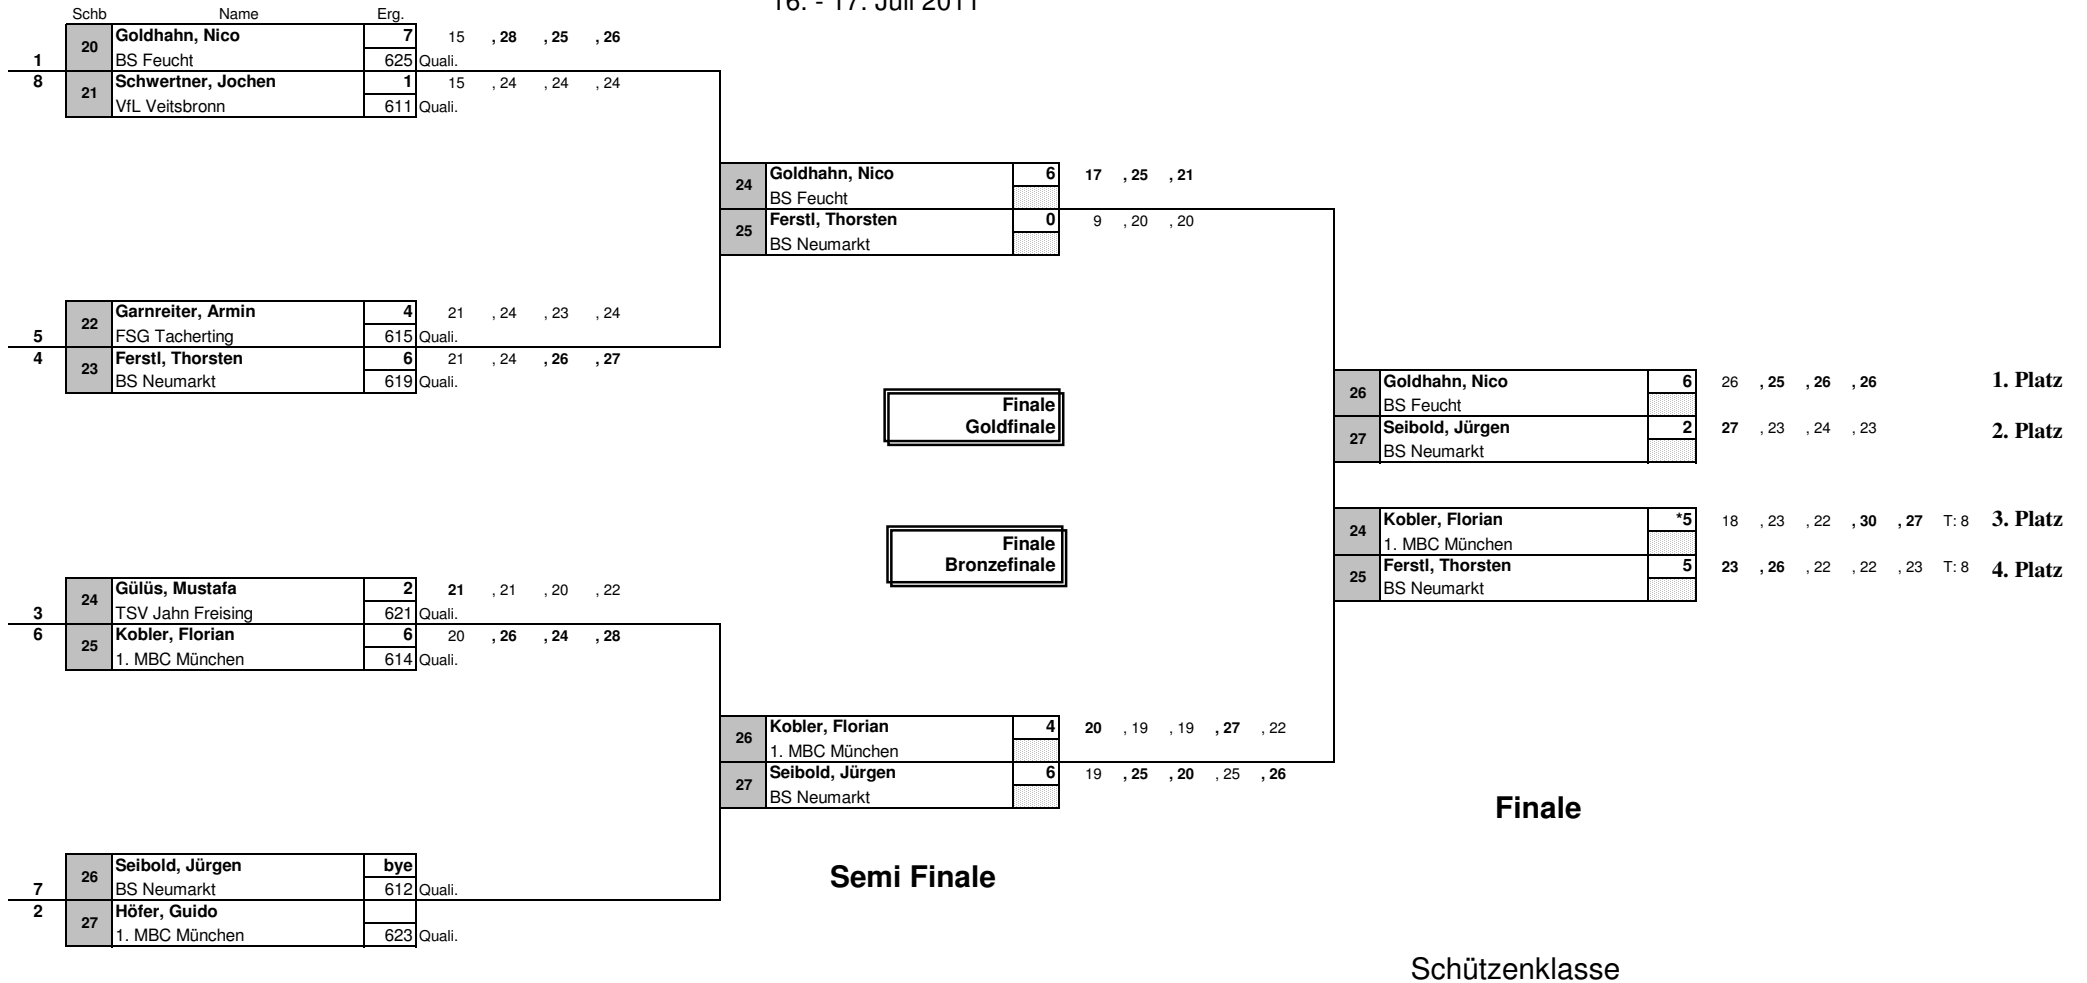 16. - 17. Juli 2011
Schb Name Erg.
20 Goldhahn, Nico 7 15 , 28 , 25 , 26
1 BS Feucht 625 Quali.
8 21 Schwertner, Jochen 1 15 , 24 , 24 , 24
VfL Veitsbronn 611 Quali.
24 Goldhahn, Nico 6 17 , 25 , 21
BS Feucht
25 Ferstl, Thorsten 0 9 , 20 , 20
BS Neumarkt
22 Garnreiter, Armin 4 21 , 24 , 23 , 24
5 FSG Tacherting 615 Quali.
4 23 Ferstl, Thorsten 6 21 , 24 , 26 , 27
BS Neumarkt 619 Quali.
26 Goldhahn, Nico 6 26 , 25 , 26 , 26 1. Platz
BS Feucht
27 Seibold, Jürgen 2 27 , 23 , 24 , 23 2. Platz
BS Neumarkt
Finale
Goldfinale
24 Kobler, Florian *5 18 , 23 , 22 , 30 , 27 T: 8 3. Platz
1. MBC München
25 Ferstl, Thorsten 5 23 , 26 , 22 , 22 , 23 T: 8 4. Platz
BS Neumarkt
Finale
Bronzefinale
24 Gülüs, Mustafa 2 21 , 21 , 20 , 22
3 TSV Jahn Freising 621 Quali.
6 25 Kobler, Florian 6 20 , 26 , 24 , 28
1. MBC München 614 Quali.
26 Kobler, Florian 4 20 , 19 , 19 , 27 , 22
1. MBC München
27 Seibold, Jürgen 6 19 , 25 , 20 , 25 , 26
BS Neumarkt
Finale
26 Seibold, Jürgen bye
7 BS Neumarkt 612 Quali.
2 27 Höfer, Guido
1. MBC München 623 Quali.
Semi Finale
Schützenklasse